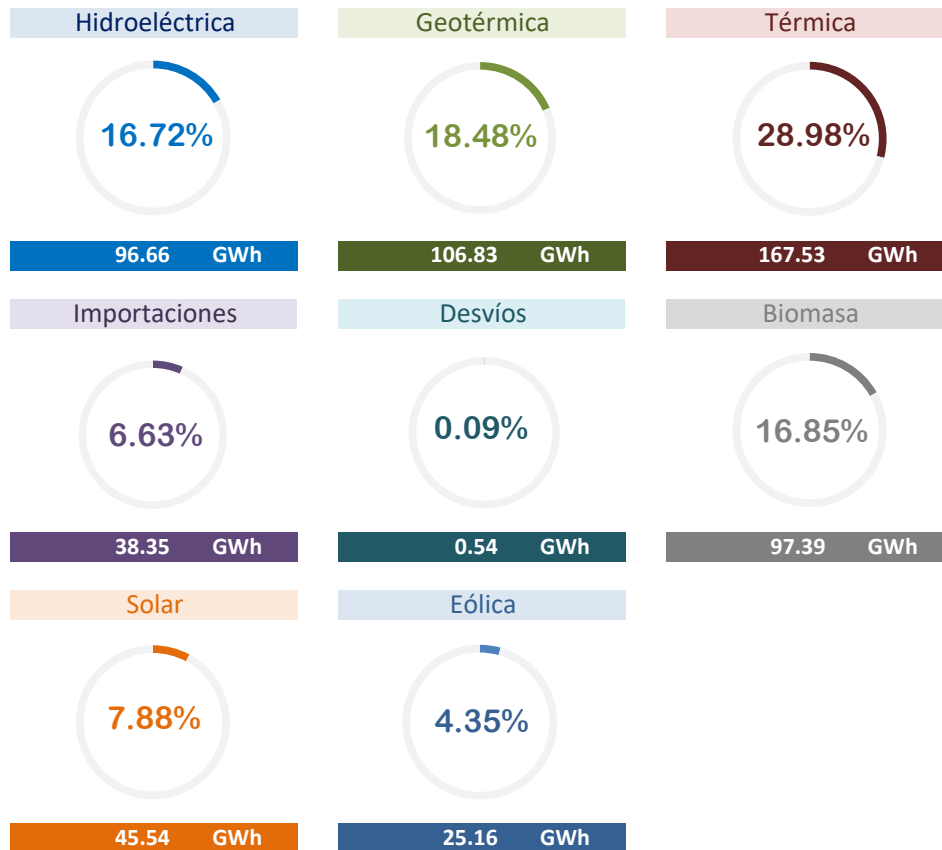 Hidroeléctrica
Geotérmica
Térmica
16.72%
18.48%
28.98%
96.66 GWh
106.83 GWh
167.53 GWh
Importaciones
Desvíos
Biomasa
6.63%
0.09%
16.85%
38.35 GWh
0.54 GWh
97.39 GWh
Solar
Eólica
7.88%
4.35%
45.54 GWh
25.16 GWh